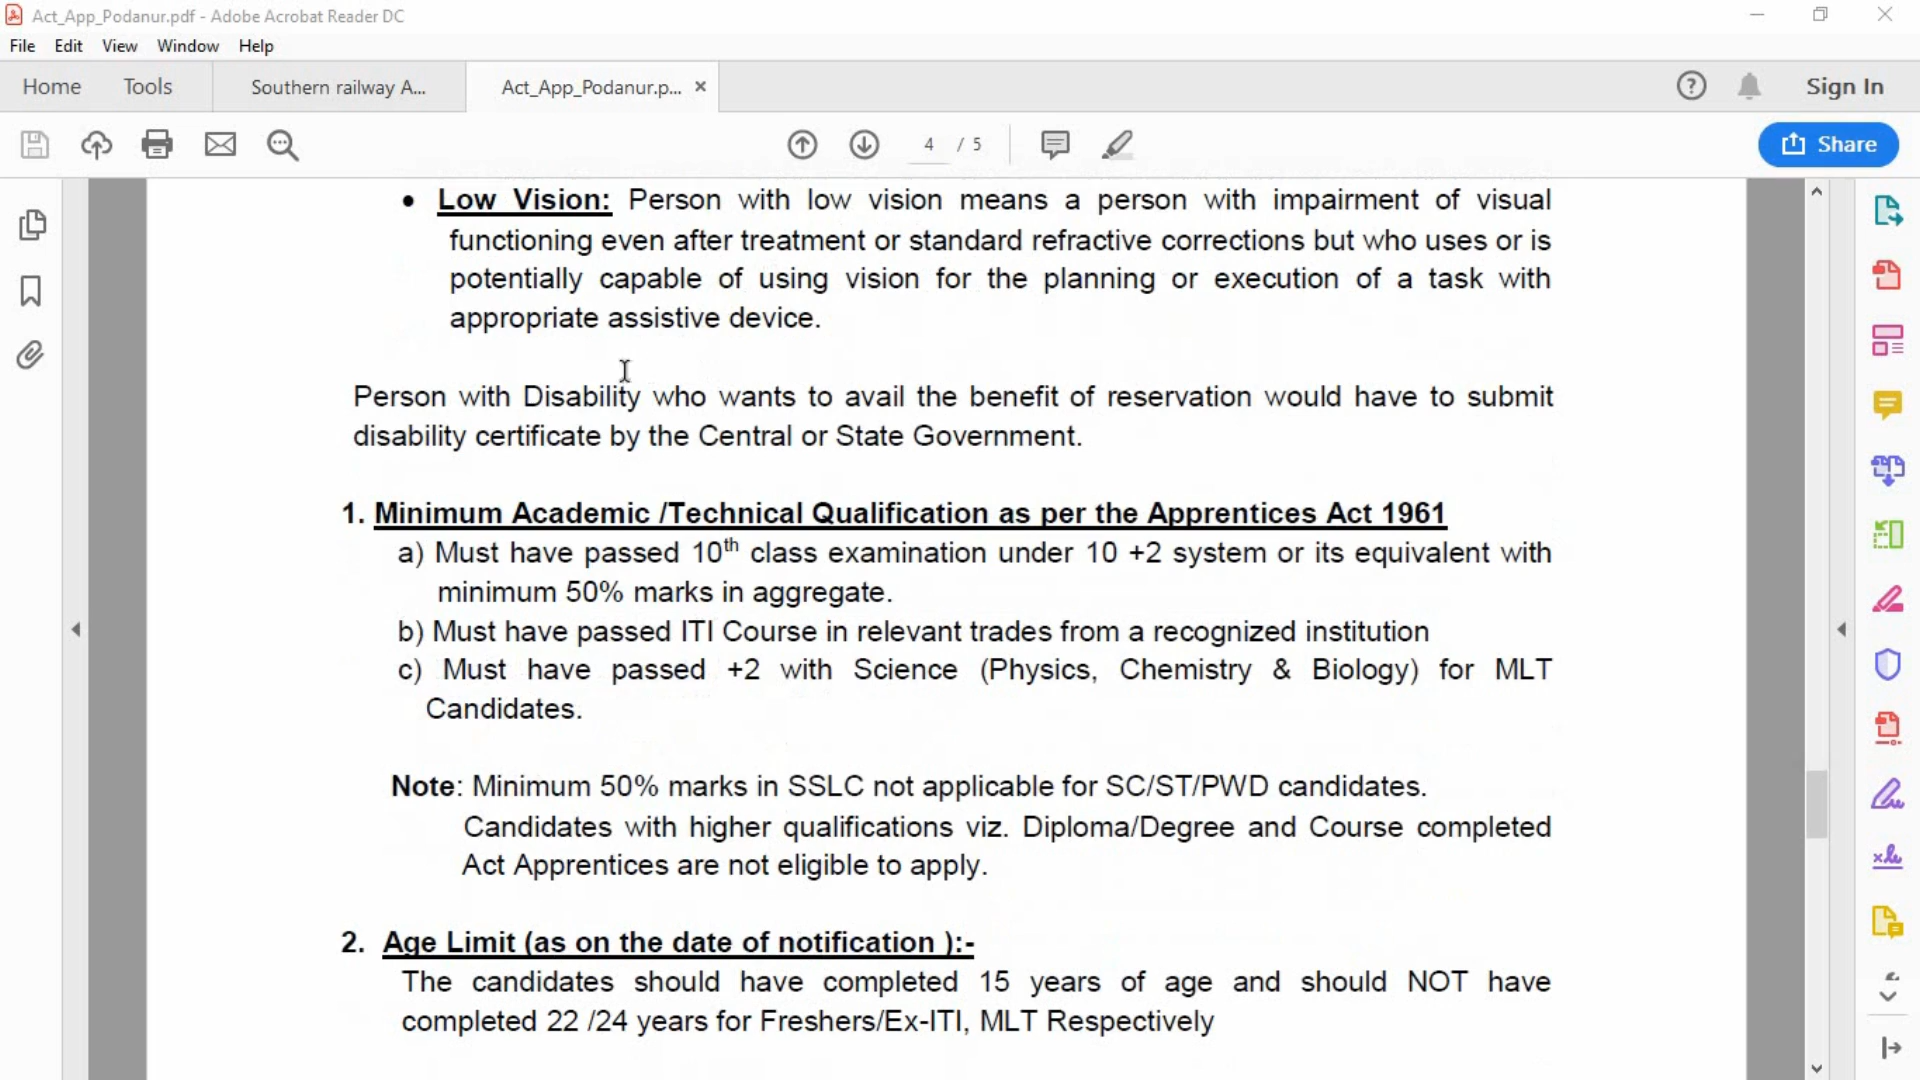 Act_App_Podanur.pdf - Adobe Acrobat Reader DC
File Edit View Window Help
Home Tools Southern railway A... Act_App_Podanur.p... × Sign In
4 / 5 Share
• Low Vision: Person with low vision means a person with impairment of visual
functioning even after treatment or standard refractive corrections but who uses or is
potentially capable of using vision for the planning or execution of a task with
appropriate assistive device.
Person with Disability who wants to avail the benefit of reservation would have to submit
disability certificate by the Central or State Government.
1. Minimum Academic /Technical Qualification as per the Apprentices Act 1961
a) Must have passed 10th class examination under 10 +2 system or its equivalent with
minimum 50% marks in aggregate.
b) Must have passed ITI Course in relevant trades from a recognized institution
c) Must have passed +2 with Science (Physics, Chemistry & Biology) for MLT
Candidates.
Note: Minimum 50% marks in SSLC not applicable for SC/ST/PWD candidates.
Candidates with higher qualifications viz. Diploma/Degree and Course completed
Act Apprentices are not eligible to apply.
2. Age Limit (as on the date of notification ):-
The candidates should have completed 15 years of age and should NOT have
completed 22 /24 years for Freshers/Ex-ITI, MLT Respectively